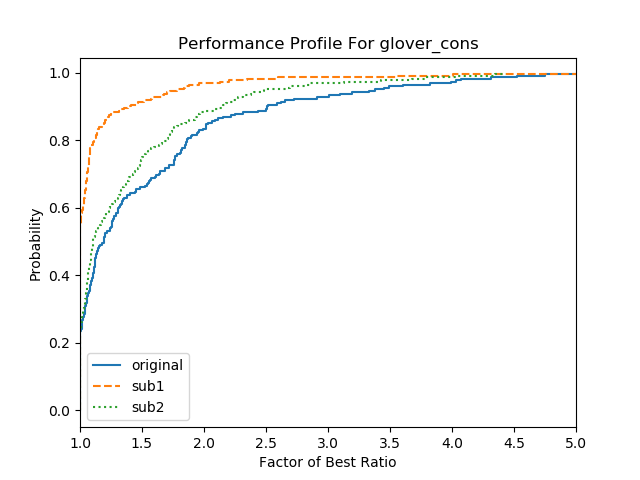 Performance Profile For glover_cons
Probability
1.0
0.8
0.6
0.4
0.2
0.0
original
sub1
sub2
1.0 1.5 2.0 2.5 3.0 3.5 4.0 4.5 5.0
Factor of Best Ratio